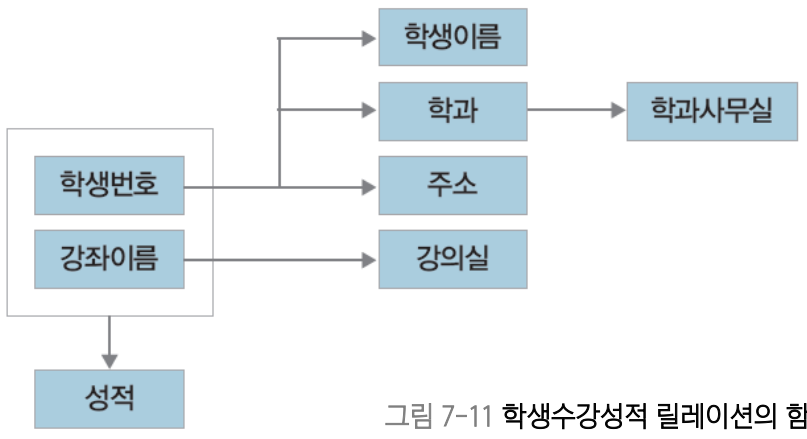 학생이름
학과
학과사무실
학생번호
주소
강좌이름
강의실
성적
그림 7-11 학생수강성적 릴레이션의 함